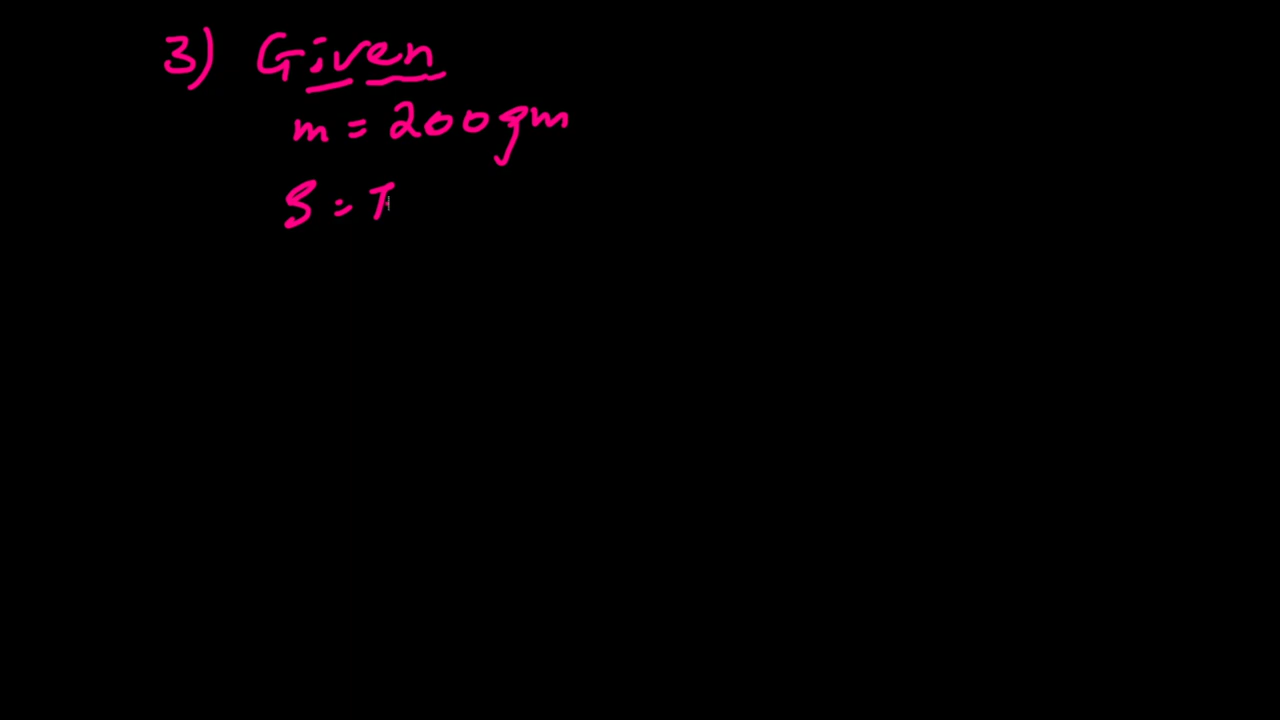 3) Given
m = 200gm
S =